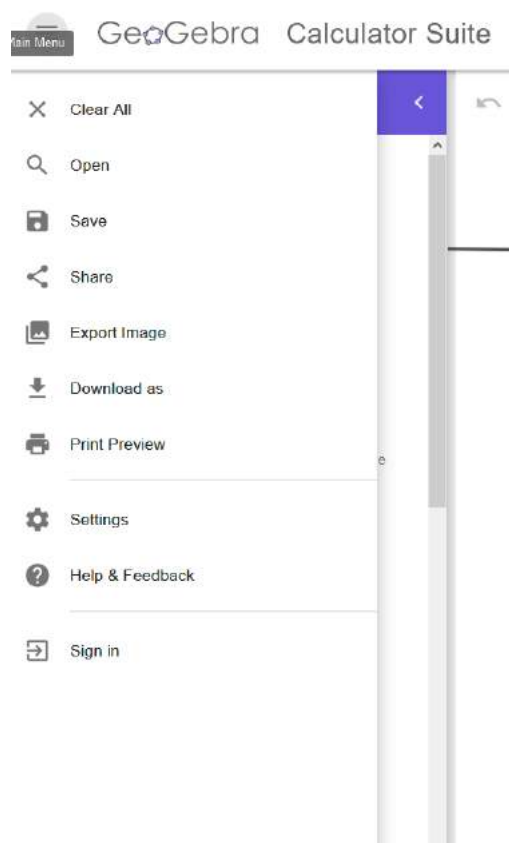 GeoGebra Calculator Suite
Main Menu
Clear All
Open
Save
Share
Export Image
Download as
Print Preview
e
Settings
Help & Feedback
Sign in